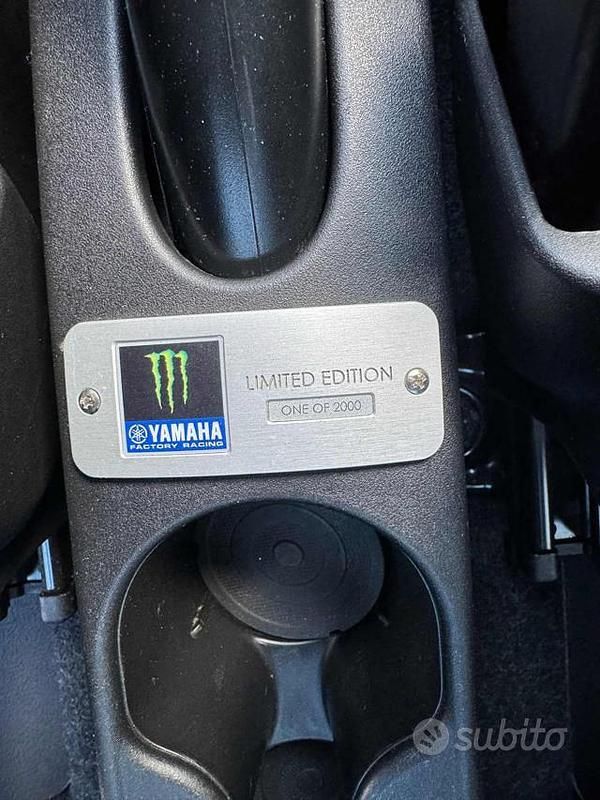 LIMITED EDITION
ONE OF 2000
YAMAHA
FACTORY RACING
subito